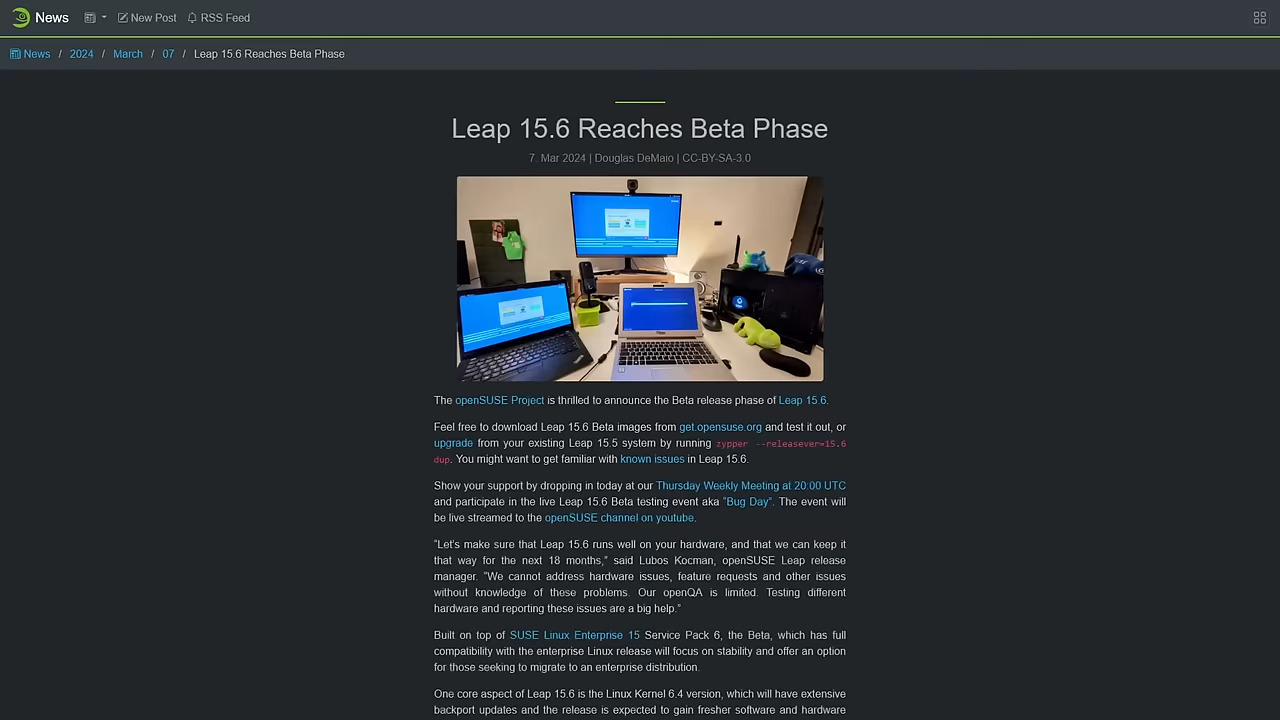 News New Post RSS Feed
News / 2024 / March / 07 / Leap 15.6 Reaches Beta Phase
Leap 15.6 Reaches Beta Phase
7. Mar 2024 | Douglas DeMaio | CC-BY-SA-3.0
The openSUSE Project is thrilled to announce the Beta release phase of Leap 15.6.
Feel free to download Leap 15.6 Beta images from get.opensuse.org and test it out, or
upgrade from your existing Leap 15.5 system by running zypper --releasever=15.6
dup. You might want to get familiar with known issues in Leap 15.6.
Show your support by dropping in today at our Thursday Weekly Meeting at 20:00 UTC
and participate in the live Leap 15.6 Beta testing event aka “Bug Day”. The event will
be live streamed to the openSUSE channel on youtube.
“Let’s make sure that Leap 15.6 runs well on your hardware, and that we can keep it
that way for the next 18 months,” said Lubos Kocman, openSUSE Leap release
manager. “We cannot address hardware issues, feature requests and other issues
without knowledge of these problems. Our openQA is limited. Testing different
hardware and reporting these issues are a big help.”
Built on top of SUSE Linux Enterprise 15 Service Pack 6, the Beta, which has full
compatibility with the enterprise Linux release will focus on stability and offer an option
for those seeking to migrate to an enterprise distribution.
One core aspect of Leap 15.6 is the Linux Kernel 6.4 version, which will have extensive
backport updates and the release is expected to gain fresher software and hardware